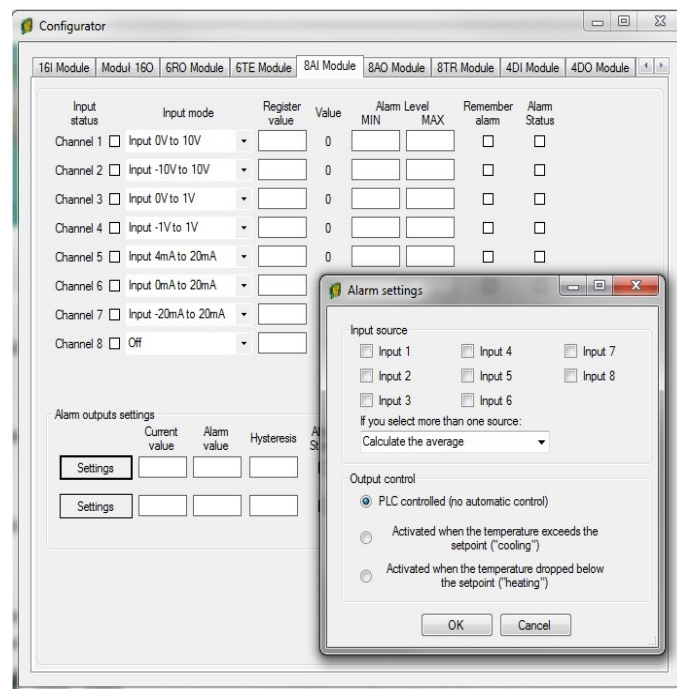 Configurator
16I Module Moduł 16O 6RO Module 6TE Module 8AI Module 8AO Module 8TR Module 4DI Module 4DO Module
Input status Input mode Register value Value Alarm Level MIN MAX Remember alarm Alarm Status
Channel 1 Input 0V to 10V 0
Channel 2 Input -10V to 10V 0
Channel 3 Input 0V to 1V 0
Channel 4 Input -1V to 1V 0
Channel 5 Input 4mA to 20mA 0
Channel 6 Input 0mA to 20mA
Channel 7 Input -20mA to 20mA
Channel 8 Off
Alarm outputs settings
Current value Alarm value Hysteresis
Settings
Settings
Alarm settings
Input source
Input 1 Input 4 Input 7
Input 2 Input 5 Input 8
Input 3 Input 6
If you select more than one source:
Calculate the average
Output control
PLC controlled (no automatic control)
Activated when the temperature exceeds the
setpoint ("cooling")
Activated when the temperature dropped below
the setpoint ("heating")
OK Cancel